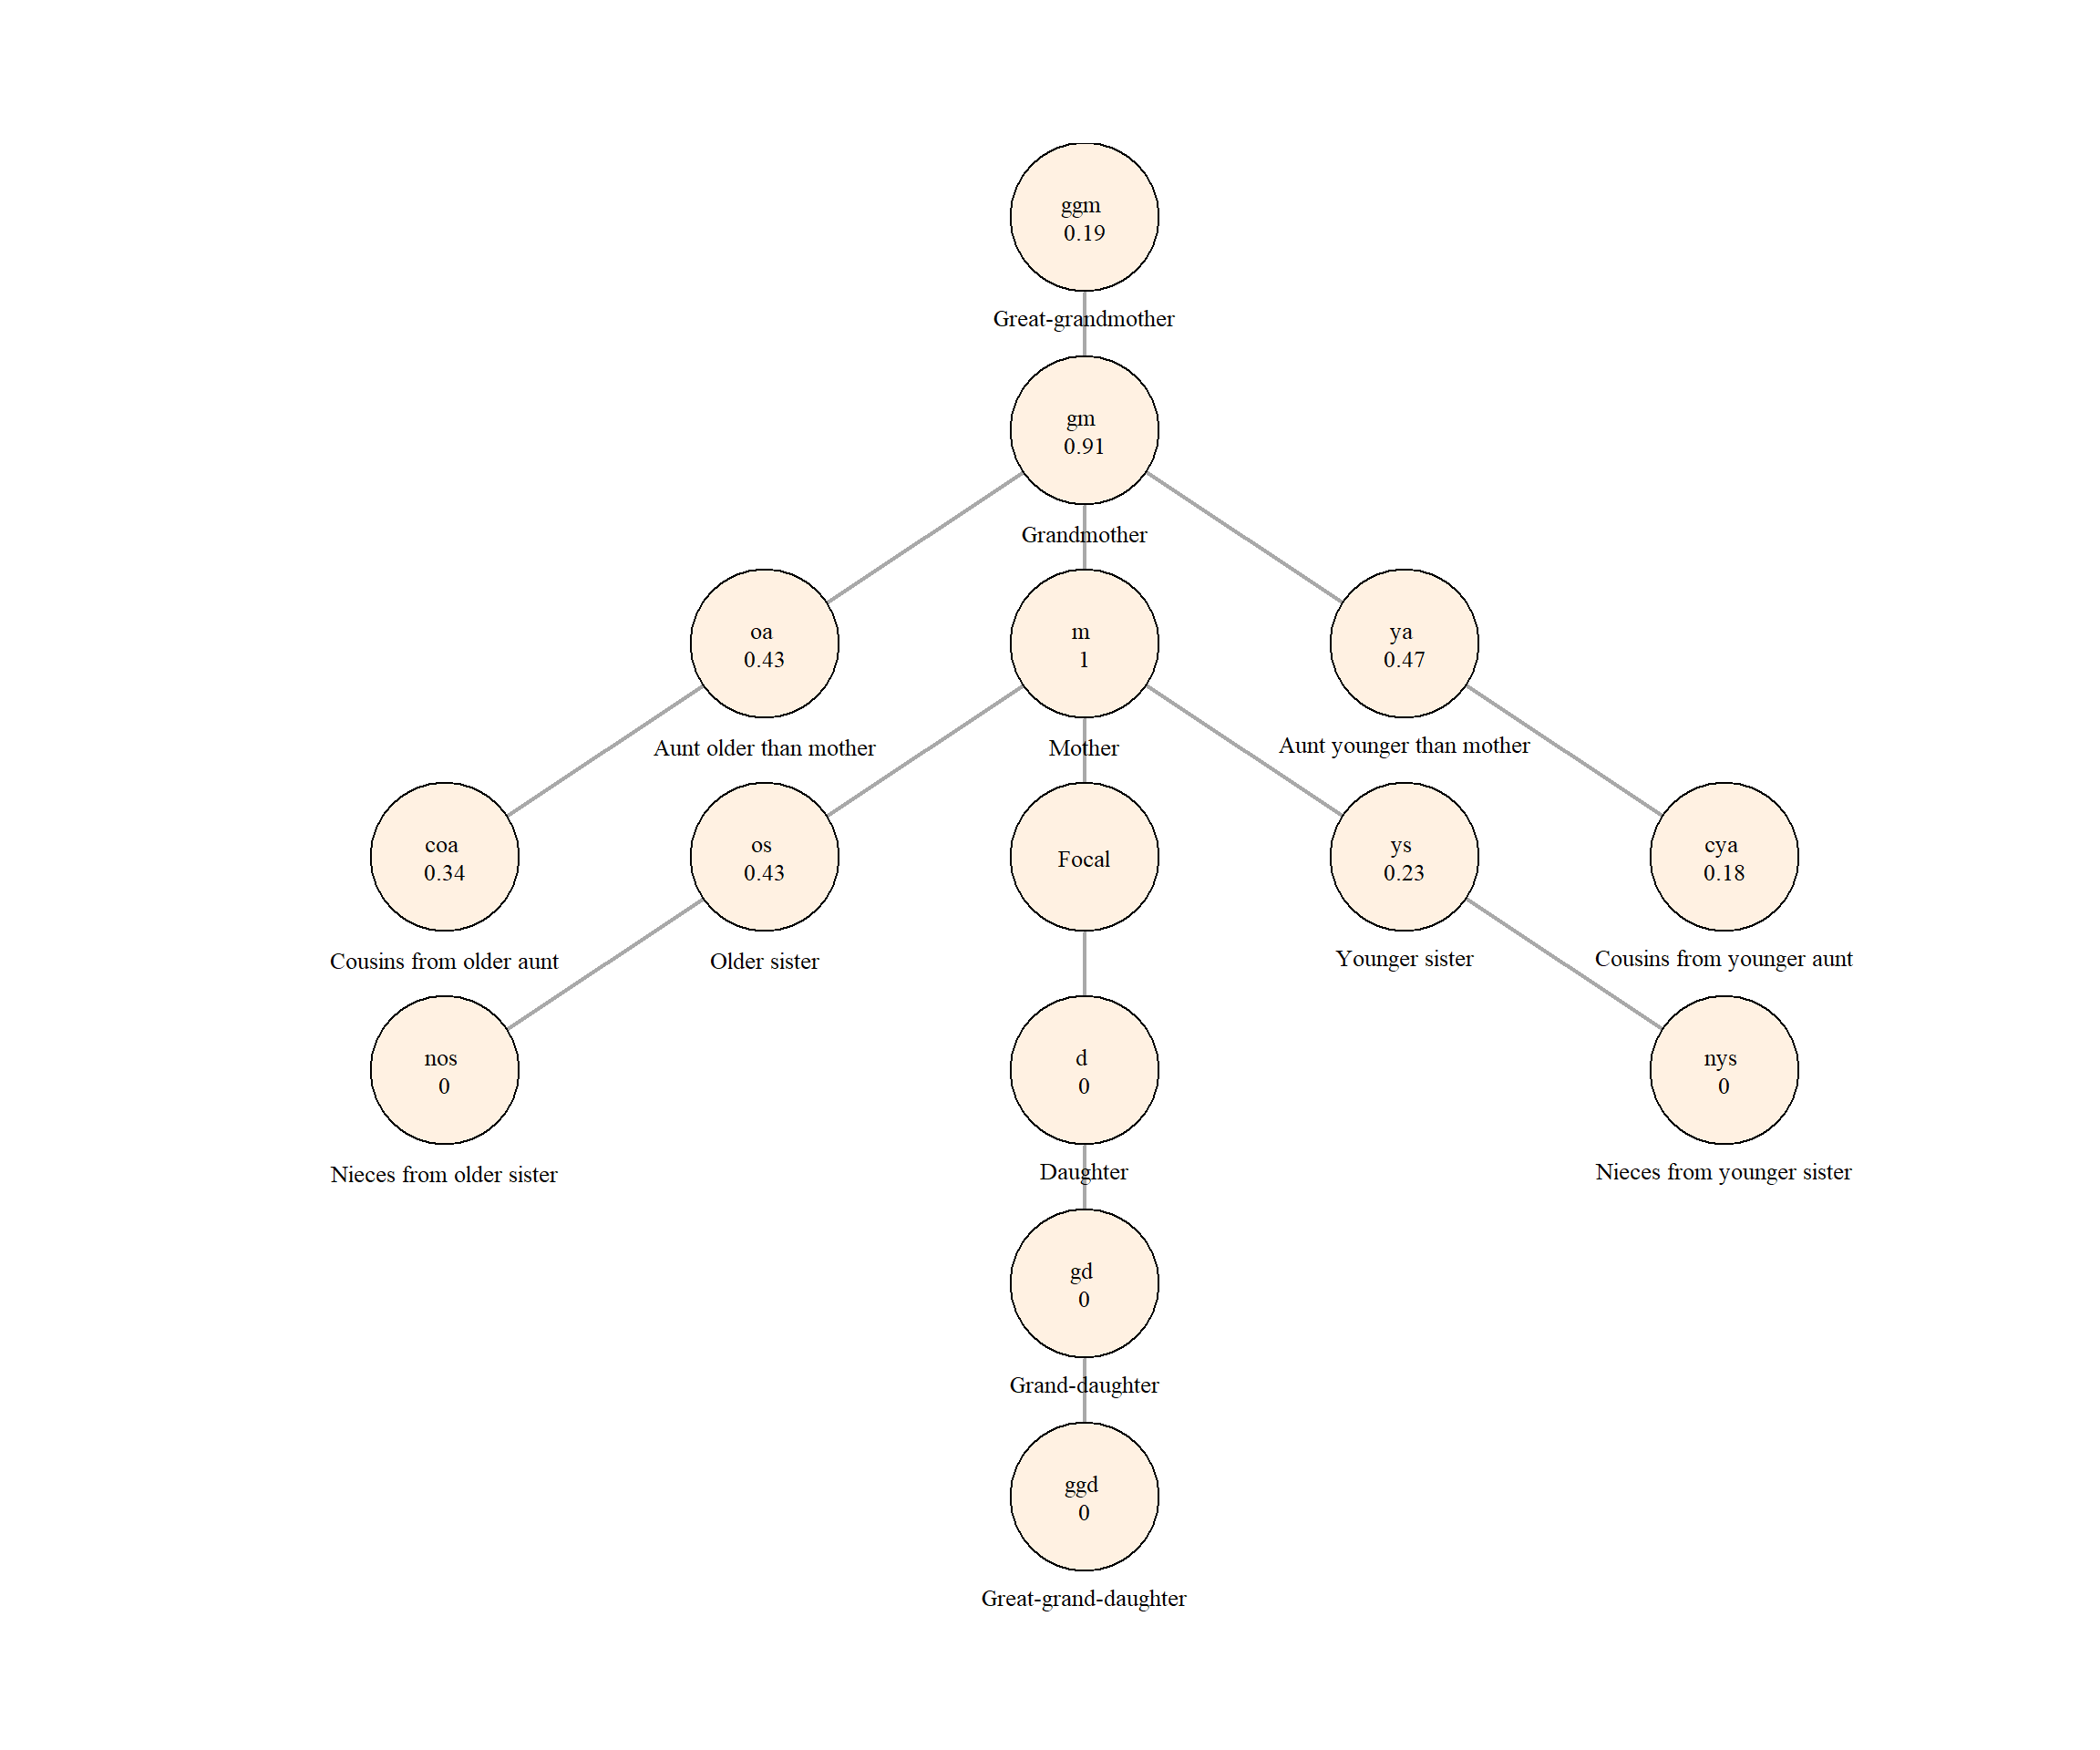 ggm
0.19
Great-grandmother
gm
0.91
Grandmother
oa
0.43
Aunt older than mother
m
1
Mother
ya
0.47
Aunt younger than mother
coa
0.34
Cousins from older aunt
os
0.43
Older sister
Focal
ys
0.23
Younger sister
cya
0.18
Cousins from younger aunt
nos
0
Nieces from older sister
d
0
Daughter
nys
0
Nieces from younger sister
gd
0
Grand-daughter
ggd
0
Great-grand-daughter